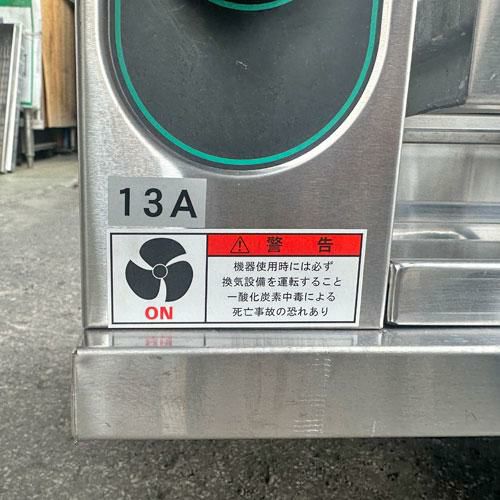 13A
ON
警告
機器使用時には必ず
換気設備を運転すること
一酸化炭素中毒による
死亡事故の恐れあり